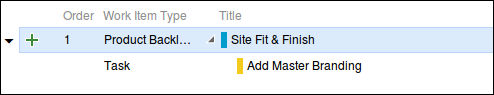 Order Work Item Type Title
1 Product Backl... Site Fit & Finish
Task Add Master Branding